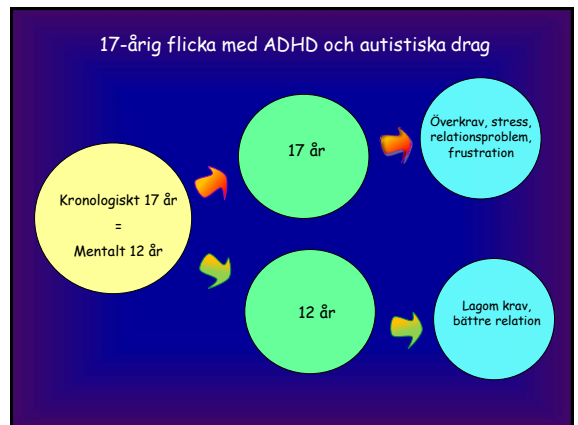 17-årig flicka med ADHD och autistiska drag
Kronologiskt 17 år
=
Mentalt 12 år
17 år
Överkrav, stress,
relationsproblem,
frustration
12 år
Lagom krav,
bättre relation